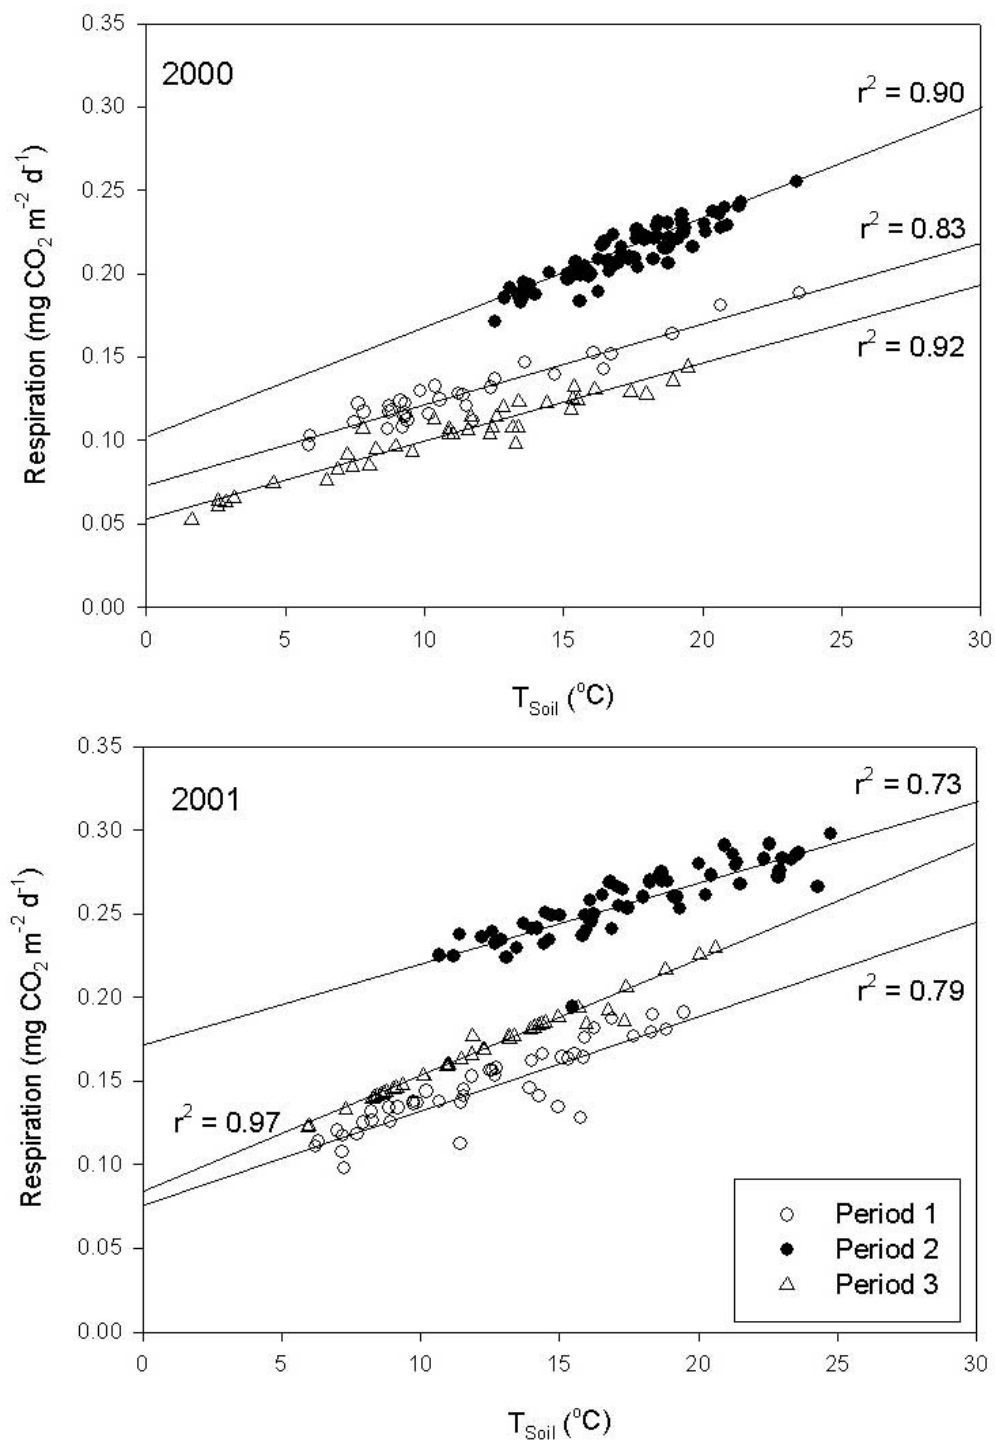 0.35
2000
r² = 0.90
0.30
0.25
r² = 0.83
0.20
r² = 0.92
0.15
0.10
0.05
0.00
Respiration (mg CO₂ m⁻² d⁻¹)
0 5 10 15 20 25 30
T_Soil (°C)
0.35
2001
r² = 0.73
0.30
0.25
r² = 0.79
0.20
0.15
r² = 0.97
0.10
0.05
0.00
Respiration (mg CO₂ m⁻² d⁻¹)
Period 1
Period 2
Period 3
0 5 10 15 20 25 30
T_Soil (°C)